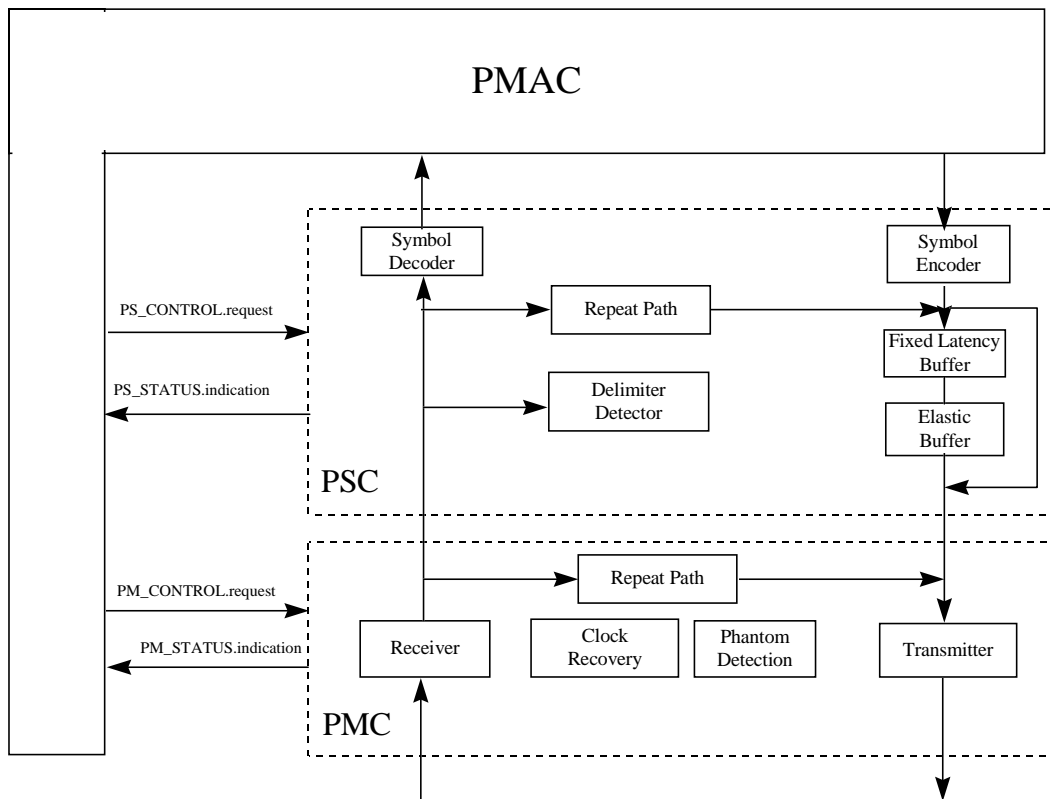 PMAC
Symbol
Decoder
Symbol
Encoder
PS_CONTROL.request
Repeat Path
Fixed Latency
Buffer
PS_STATUS.indication
Delimiter
Detector
Elastic
Buffer
PSC
PM_CONTROL.request
Repeat Path
PM_STATUS.indication
Receiver
Clock
Recovery
Phantom
Detection
Transmitter
PMC